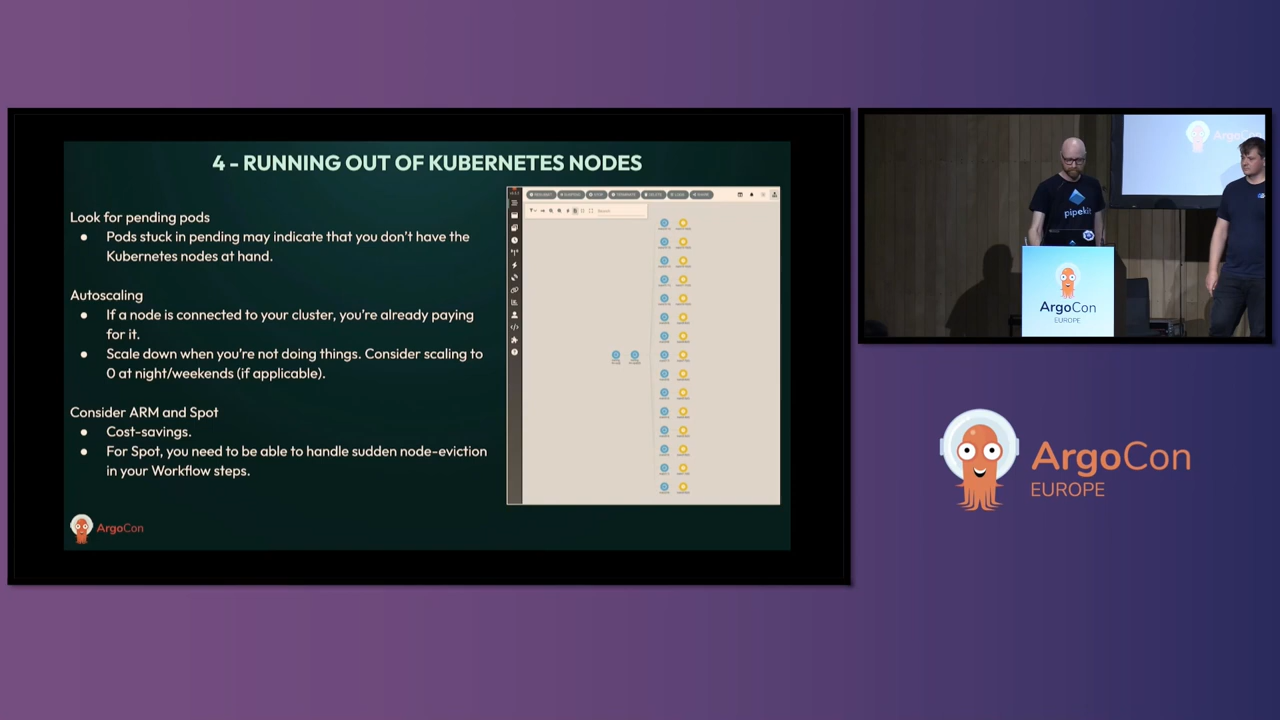 4 - RUNNING OUT OF KUBERNETES NODES
Look for pending pods
● Pods stuck in pending may indicate that you don't have the
Kubernetes nodes at hand.
Autoscaling
● If a node is connected to your cluster, you're already paying
for it.
● Scale down when you're not doing things. Consider scaling to
0 at night/weekends (if applicable).
Consider ARM and Spot
● Cost-savings.
● For Spot, you need to be able to handle sudden node-eviction
in your Workflow steps.
ArgoCon
pipekit
ArgoCon
EUROPE
ArgoCon
EUROPE